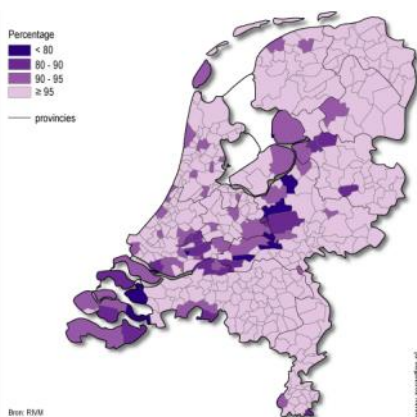 Percentage
< 80
80 - 90
90 - 95
≥ 95
provincies
Bron: RIVM